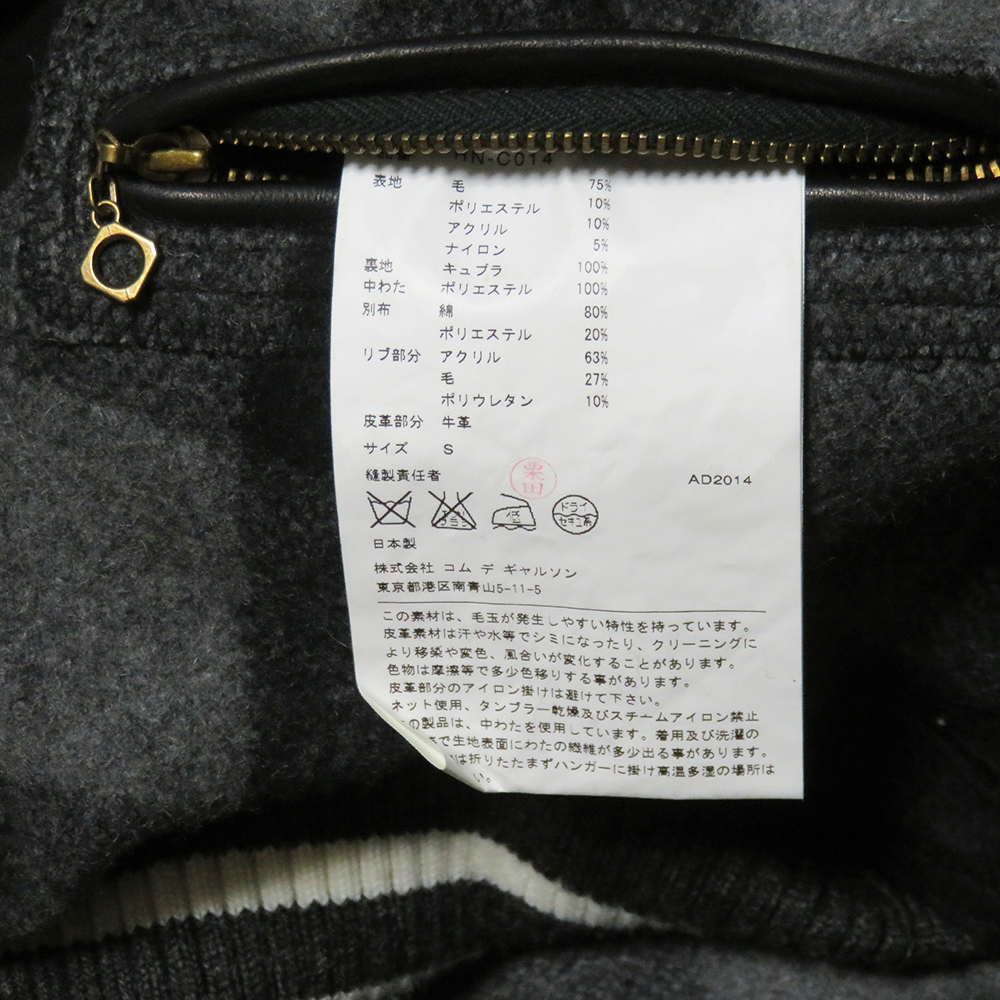 HN-C014
表地 毛 75%
ポリエステル 10%
アクリル 10%
ナイロン 5%
裏地 キュプラ 100%
中わた ポリエステル 100%
別布 綿 80%
ポリエステル 20%
リブ部分 アクリル 63%
毛 27%
ポリウレタン 10%
皮革部分 牛革
サイズ S
縫製責任者 栗田 AD2014
低 ドライ セキユ系
日本製
株式会社 コム デ ギャルソン
東京都港区南青山5-11-5
この素材は、毛玉が発生しやすい特性を持っています。
皮革素材は汗や水等でシミになったり、クリーニングに
より移染や変色、風合いが変化することがあります。
色物は摩擦等で多少色移りする事があります。
皮革部分のアイロン掛けは避けて下さい。
ネット使用、タンブラー乾燥及びスチームアイロン禁止
の製品は、中わたを使用しています。着用及び洗濯の
で生地表面にわたの繊維が多少出る事があります。
は折りたたまずハンガーに掛け高温多湿の場所は
い。